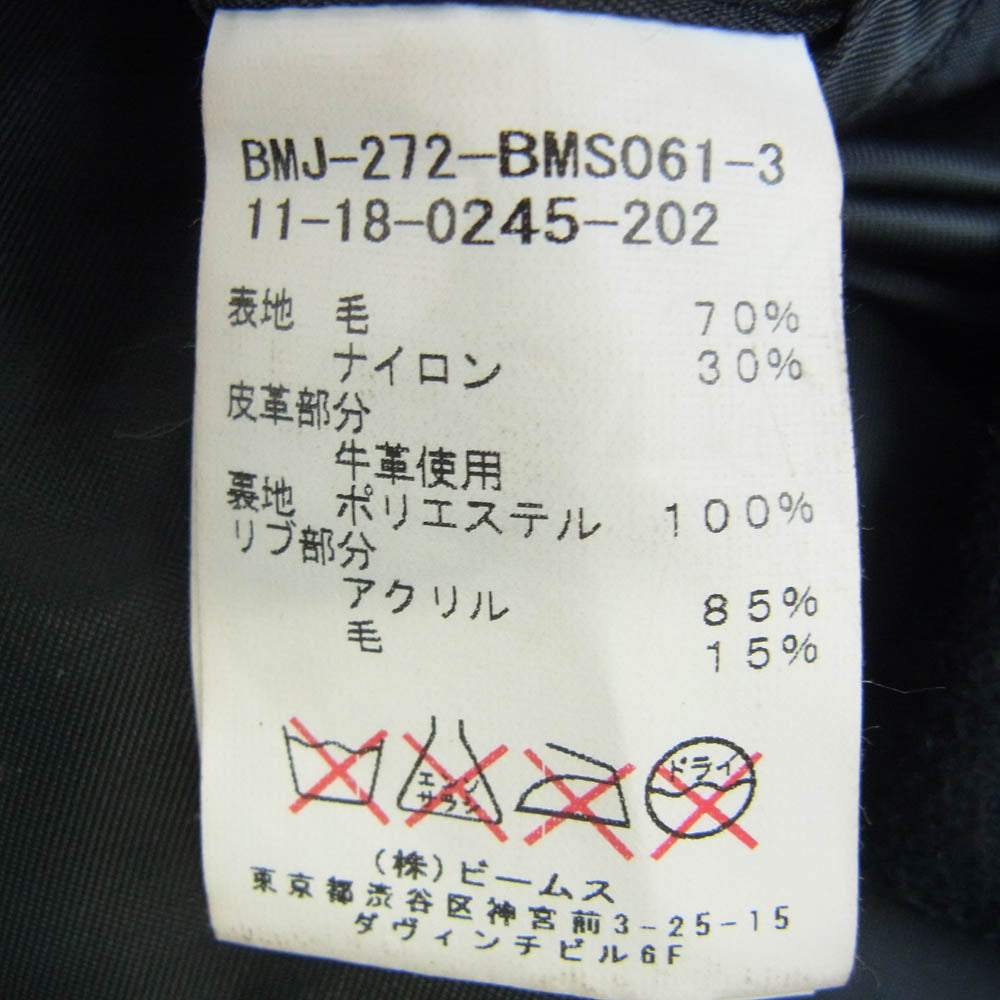 BMJ-272-BMS061-3
11-18-0245-202
表地 毛 70%
ナイロン 30%
皮革部分
牛革使用
裏地 ポリエステル 100%
リブ部分
アクリル 85%
毛 15%
エンソ
サラシ
ドライ
(株)ビームス
東京都渋谷区神宮前3-25-15
ダヴィンチビル6F